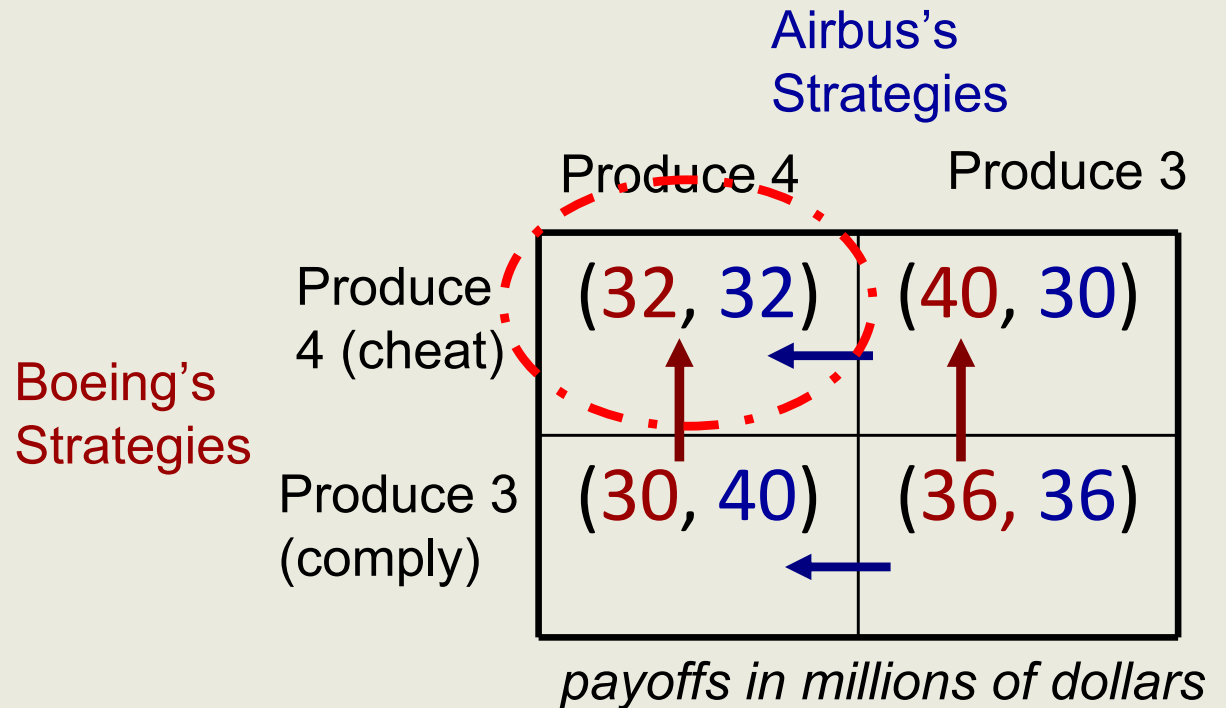 Airbus's
Strategies
Produce 4
Produce 3
Produce
4 (cheat)
(32, 32)
(40, 30)
Boeing's
Strategies
Produce 3
(comply)
(30, 40)
(36, 36)
payoffs in millions of dollars